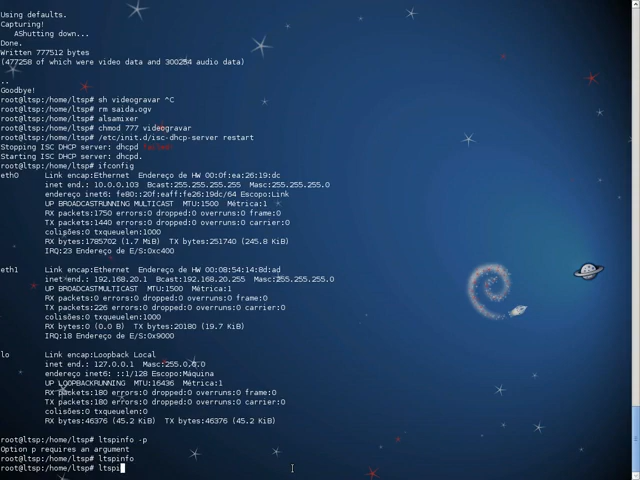 Using defaults.
Capturing!
AShutting down...
Done.
Written 777512 bytes
(477258 of which were video data and 300254 audio data)
..
Goodbye!
root@ltsp:/home/ltsp# sh videogravar ^C
root@ltsp:/home/ltsp# rm saida.ogv
root@ltsp:/home/ltsp# alsamixer
root@ltsp:/home/ltsp# chmod 777 videogravar
root@ltsp:/home/ltsp# /etc/init.d/isc-dhcp-server restart
Stopping ISC DHCP server: dhcpd failed!
Starting ISC DHCP server: dhcpd.
root@ltsp:/home/ltsp# ifconfig
eth0 Link encap:Ethernet Endereço de HW 00:0f:ea:26:19:dc
inet end.: 10.0.0.103 Bcast:255.255.255.255 Masc:255.255.255.0
endereço inet6: fe80::20f:eaff:fe26:19dc/64 Escopo:Link
UP BROADCASTRUNNING MULTICAST MTU:1500 Métrica:1
RX packets:1750 errors:0 dropped:0 overruns:0 frame:0
TX packets:1440 errors:0 dropped:0 overruns:0 carrier:0
colisões:0 txqueuelen:1000
RX bytes:1785702 (1.7 MiB) TX bytes:251740 (245.8 KiB)
IRQ:23 Endereço de E/S:0xc400
eth1 Link encap:Ethernet Endereço de HW 00:08:54:14:8d:ad
inet end.: 192.168.20.1 Bcast:192.168.20.255 Masc:255.255.255.0
UP BROADCASTMULTICAST MTU:1500 Métrica:1
RX packets:0 errors:0 dropped:0 overruns:0 frame:0
TX packets:226 errors:0 dropped:0 overruns:0 carrier:0
colisões:0 txqueuelen:1000
RX bytes:0 (0.0 B) TX bytes:20180 (19.7 KiB)
IRQ:18 Endereço de E/S:0x9000
lo Link encap:Loopback Local
inet end.: 127.0.0.1 Masc:255.0.0.0
endereço inet6: ::1/128 Escopo:Máquina
UP LOOPBACKRUNNING MTU:16436 Métrica:1
RX packets:180 errors:0 dropped:0 overruns:0 frame:0
TX packets:180 errors:0 dropped:0 overruns:0 carrier:0
colisões:0 txqueuelen:0
RX bytes:46376 (45.2 KiB) TX bytes:46376 (45.2 KiB)
root@ltsp:/home/ltsp# ltspinfo -p
Option p requires an argument
root@ltsp:/home/ltsp# ltspinfo
root@ltsp:/home/ltsp# ltspi